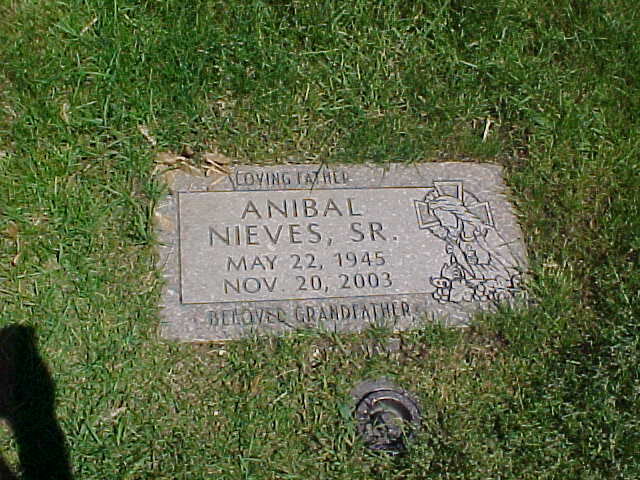 LOVING FATHER
ANIBAL
NIEVES, SR.
MAY 22, 1945
NOV. 20, 2003
BELOVED GRANDFATHER